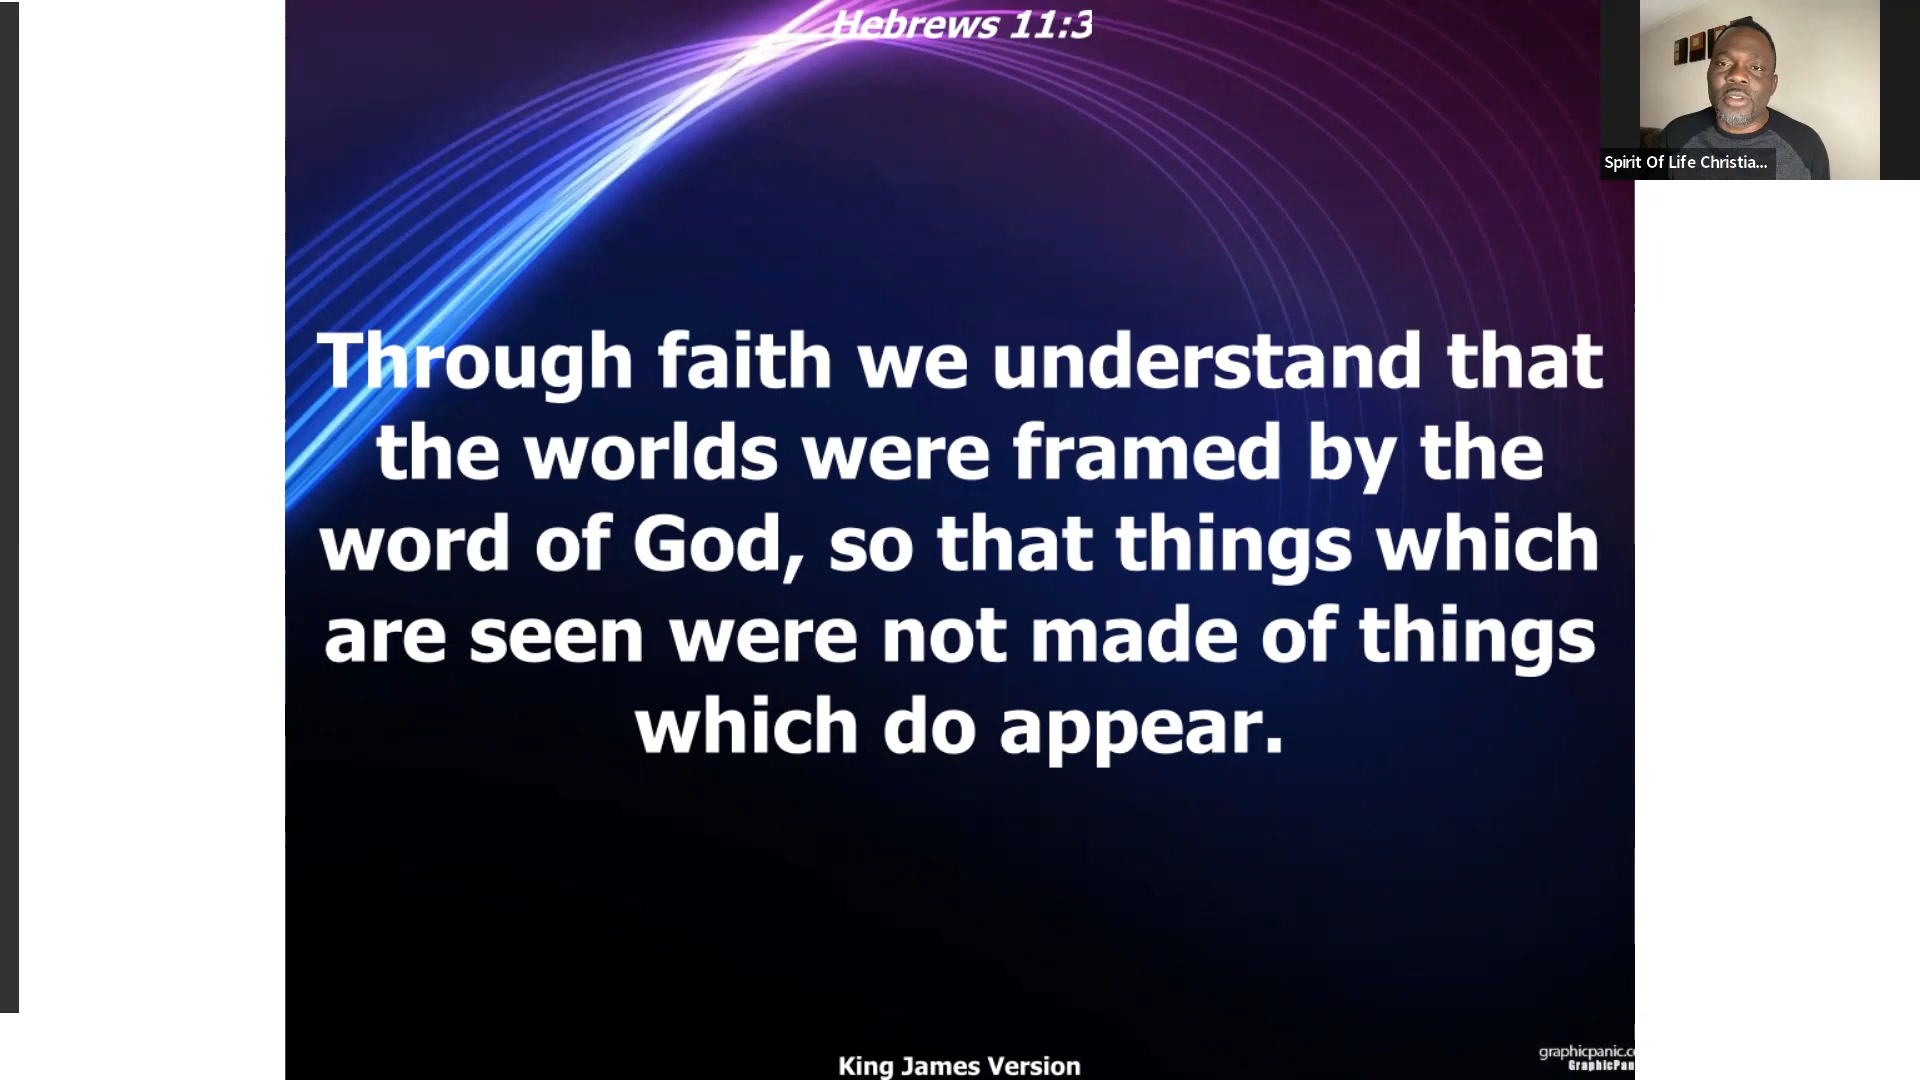 Hebrews 11:3
Spirit Of Life Christia...
Through faith we understand that
the worlds were framed by the
word of God, so that things which
are seen were not made of things
which do appear.
graphicpanic.c
GraphicPan
King James Version